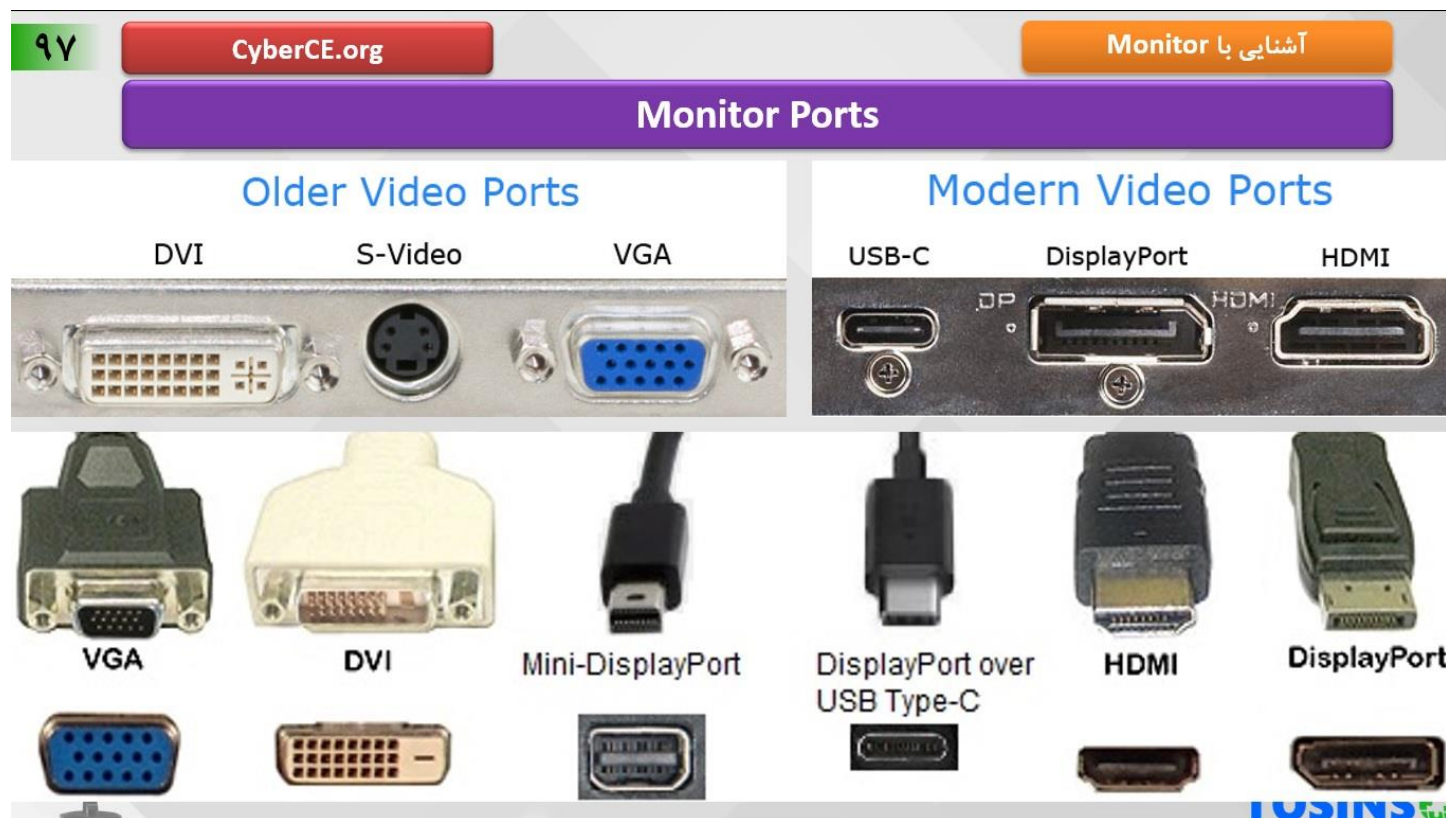 ۹۷
CyberCE.org
آشنایی با Monitor
Monitor Ports
Older Video Ports
DVI S-Video VGA
Modern Video Ports
USB-C DisplayPort HDMI
DP HDMI
VGA DVI Mini-DisplayPort DisplayPort over USB Type-C HDMI DisplayPort
TOSINS